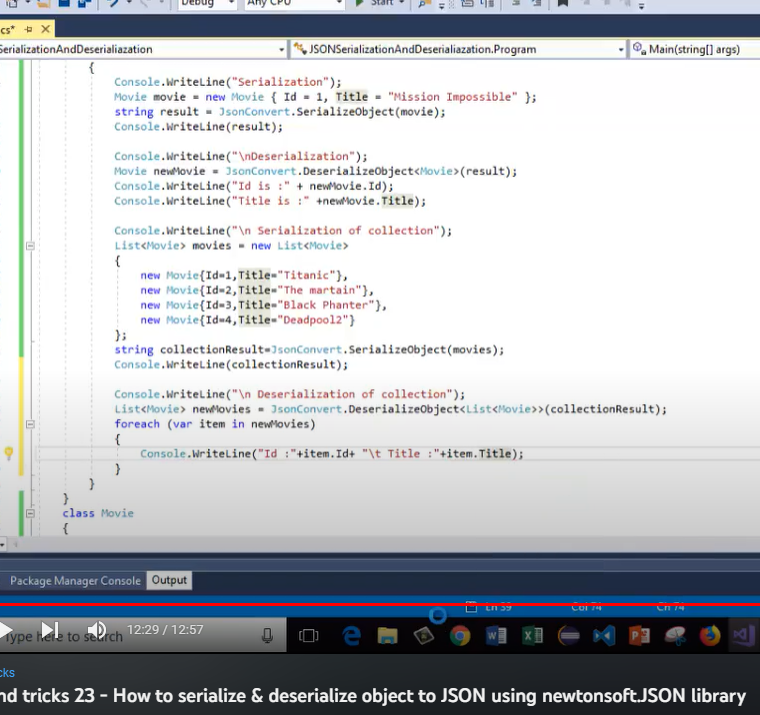 Debug Any CPU Start
cs*
SerializationAndDeserialiazation JSONSerializationAndDeserialiazation.Program Main(string[] args)
{
Console.WriteLine("Serialization");
Movie movie = new Movie { Id = 1, Title = "Mission Impossible" };
string result = JsonConvert.SerializeObject(movie);
Console.WriteLine(result);
Console.WriteLine("\nDeserialization");
Movie newMovie = JsonConvert.DeserializeObject<Movie>(result);
Console.WriteLine("Id is :" + newMovie.Id);
Console.WriteLine("Title is :" +newMovie.Title);
Console.WriteLine("\n Serialization of collection");
List<Movie> movies = new List<Movie>
{
new Movie{Id=1,Title="Titanic"},
new Movie{Id=2,Title="The martain"},
new Movie{Id=3,Title="Black Phanter"},
new Movie{Id=4,Title="Deadpool2"}
};
string collectionResult=JsonConvert.SerializeObject(movies);
Console.WriteLine(collectionResult);
Console.WriteLine("\n Deserialization of collection");
List<Movie> newMovies = JsonConvert.DeserializeObject<List<Movie>>(collectionResult);
foreach (var item in newMovies)
{
Console.WriteLine("Id :"+item.Id+ "\t Title :"+item.Title);
}
}
}
class Movie
{
Package Manager Console Output
Ln 39 Col 74 Ch 74
Type here to search 12:29 / 12:57
cks
nd tricks 23 - How to serialize & deserialize object to JSON using newtonsoft.JSON library